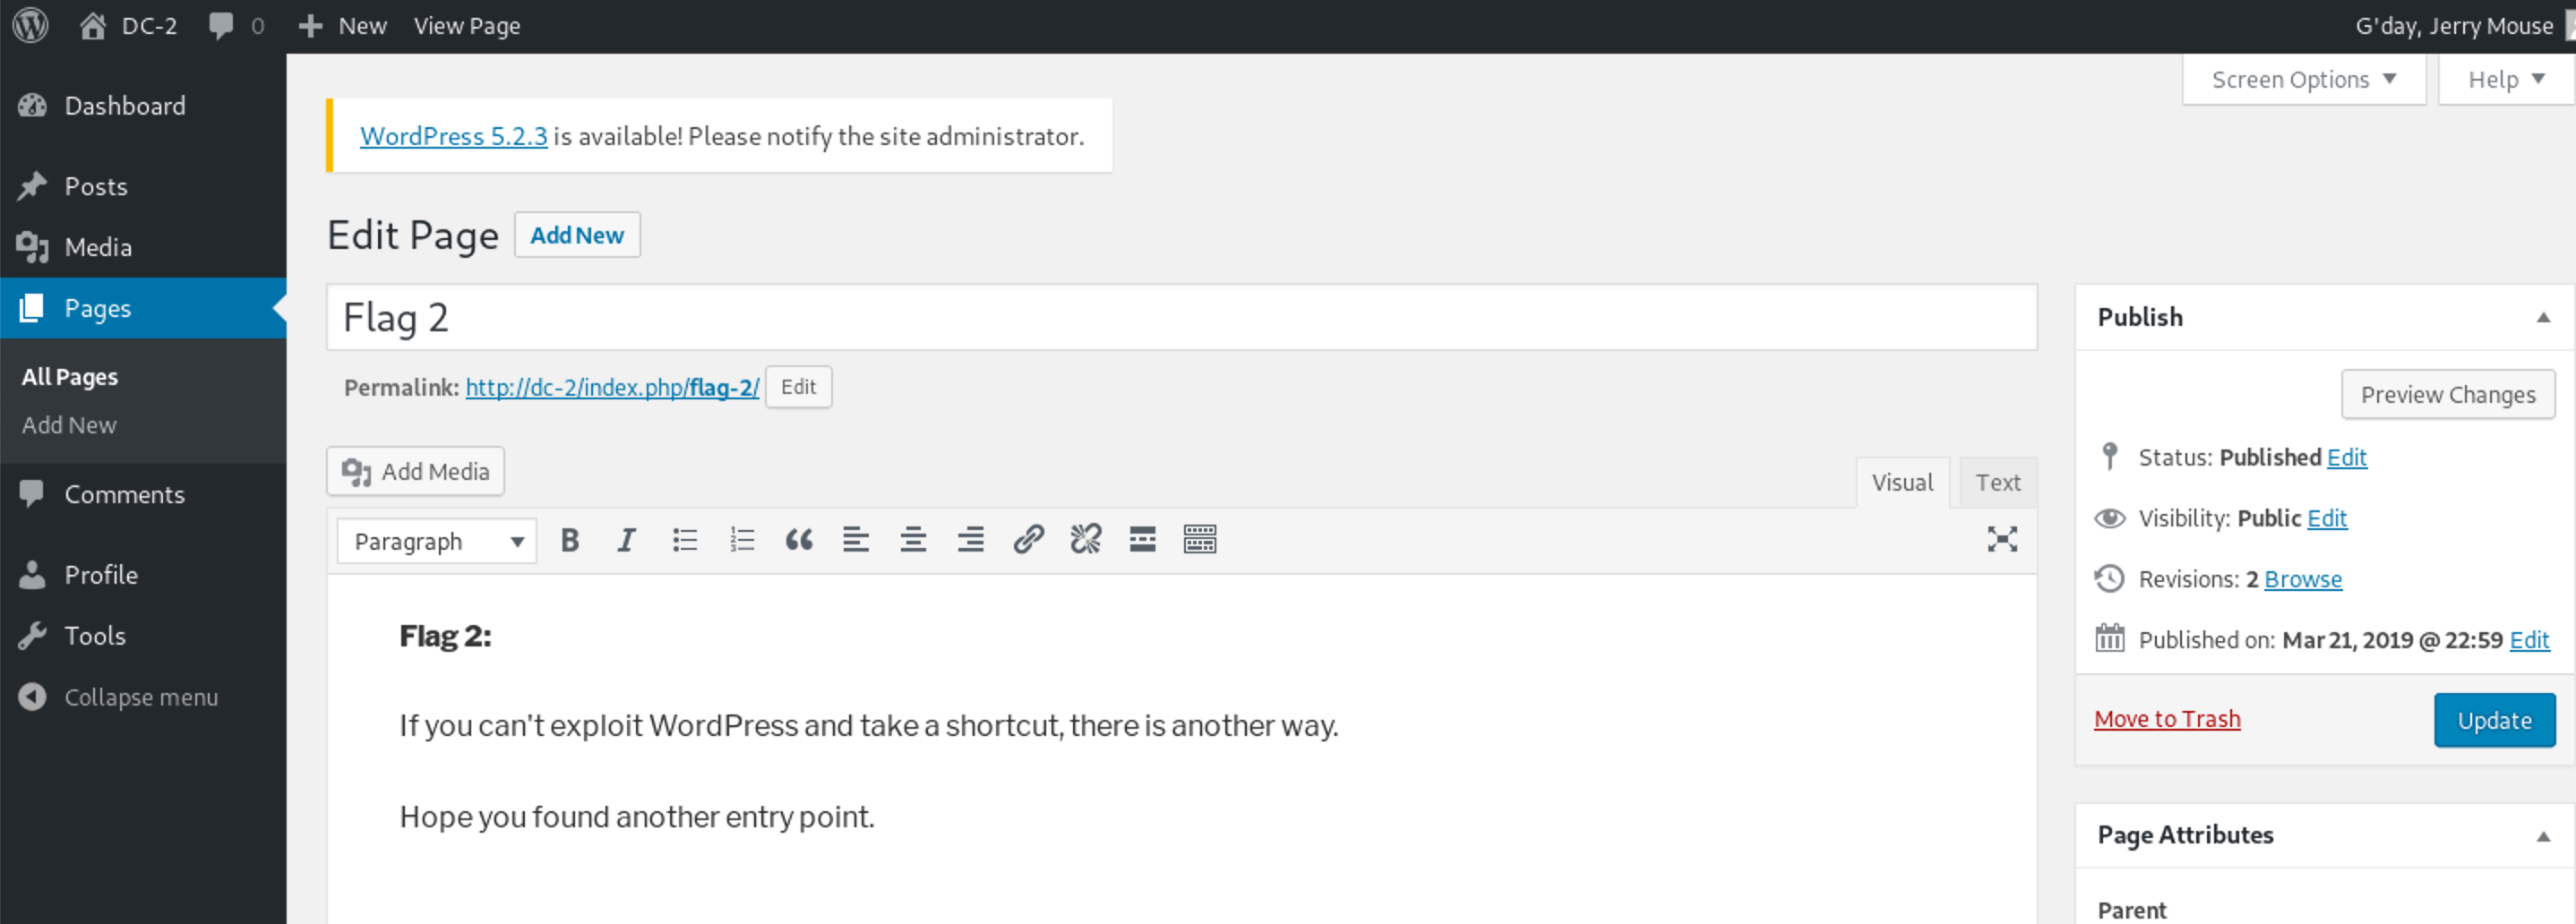 DC-2 0 New View Page G'day, Jerry Mouse
Screen Options Help
Dashboard
Posts
Media
Pages
All Pages
Add New
Comments
Profile
Tools
Collapse menu
WordPress 5.2.3 is available! Please notify the site administrator.
Edit Page Add New
Flag 2
Permalink: http://dc-2/index.php/flag-2/ Edit
Add Media
Visual Text
Paragraph
Flag 2:
If you can't exploit WordPress and take a shortcut, there is another way.
Hope you found another entry point.
Publish
Preview Changes
Status: Published Edit
Visibility: Public Edit
Revisions: 2 Browse
Published on: Mar 21, 2019 @ 22:59 Edit
Move to Trash Update
Page Attributes
Parent